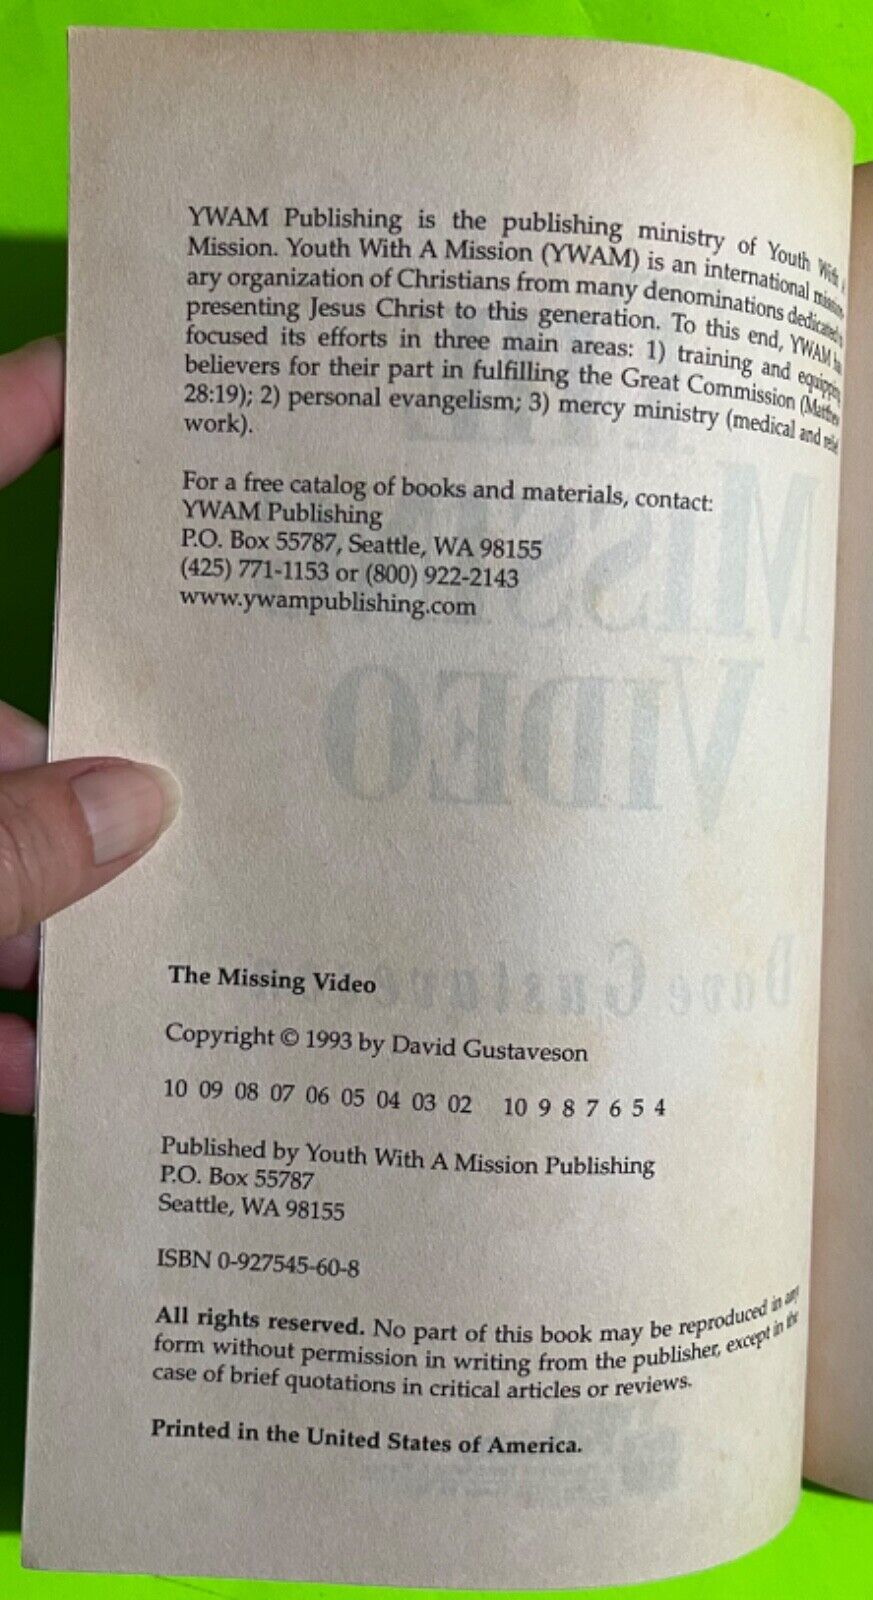 YWAM Publishing is the publishing ministry of Youth With A
Mission. Youth With A Mission (YWAM) is an international mission-
ary organization of Christians from many denominations dedicated to
presenting Jesus Christ to this generation. To this end, YWAM has
focused its efforts in three main areas: 1) training and equipping
believers for their part in fulfilling the Great Commission (Matthew
28:19); 2) personal evangelism; 3) mercy ministry (medical and relief
work).
For a free catalog of books and materials, contact:
YWAM Publishing
P.O. Box 55787, Seattle, WA 98155
(425) 771-1153 or (800) 922-2143
www.ywampublishing.com
The Missing Video
Copyright © 1993 by David Gustaveson
10 09 08 07 06 05 04 03 02 10 9 8 7 6 5 4
Published by Youth With A Mission Publishing
P.O. Box 55787
Seattle, WA 98155
ISBN 0-927545-60-8
All rights reserved. No part of this book may be reproduced in any
form without permission in writing from the publisher, except in the
case of brief quotations in critical articles or reviews.
Printed in the United States of America.